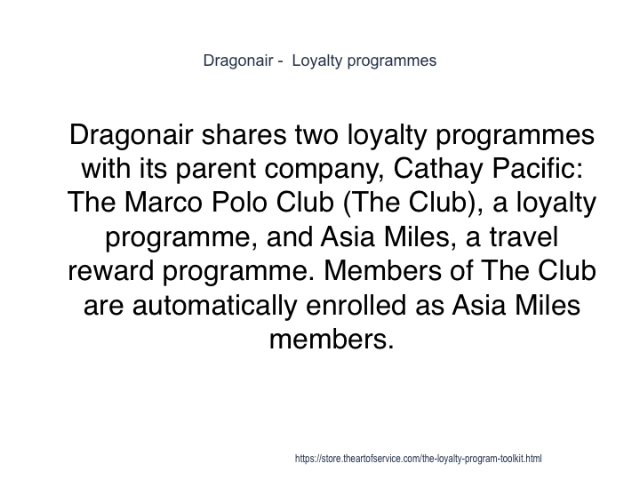 Dragonair -  Loyalty programmes
Dragonair shares two loyalty programmes
with its parent company, Cathay Pacific:
The Marco Polo Club (The Club), a loyalty
programme, and Asia Miles, a travel
reward programme. Members of The Club
are automatically enrolled as Asia Miles
members.
https://store.theartofservice.com/the-loyalty-program-toolkit.html